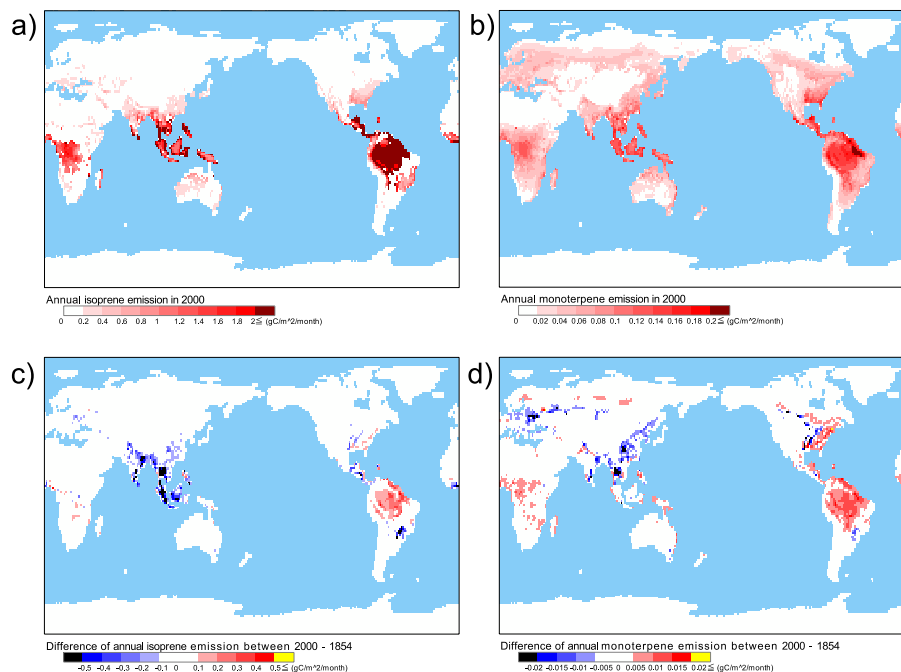 a)
b)
Annual isoprene emission in 2000
0 0.2 0.4 0.6 0.8 1 1.2 1.4 1.6 1.8 2≦ (gC/m^2/month)
Annual monoterpene emission in 2000
0 0.02 0.04 0.06 0.08 0.1 0.12 0.14 0.16 0.18 0.2≦ (gC/m^2/month)
c)
d)
Difference of annual isoprene emission between 2000 - 1854
-0.5 -0.4 -0.3 -0.2 -0.1 0 0.1 0.2 0.3 0.4 0.5≦ (gC/m^2/month)
Difference of annual monoterpene emission between 2000 - 1854
-0.02 -0.015 -0.01 -0.005 0 0.005 0.01 0.015 0.02≦ (gC/m^2/month)